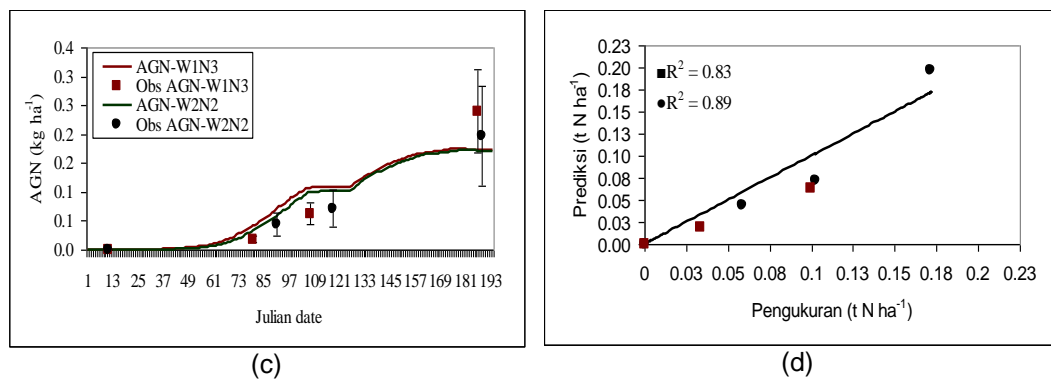 0.4
0.3
0.3
0.2
0.2
0.1
0.1
0.0
AGN (kg ha-1)
AGN-W1N3
Obs AGN-W1N3
AGN-W2N2
Obs AGN-W2N2
1 13 25 37 49 61 73 85 97 109 121 133 145 157 169 181 193
Julian date
(c)
0.23
0.20
0.18
0.15
0.13
0.10
0.08
0.05
0.03
0.00
Prediksi (t N ha-1)
R2 = 0.83
R2 = 0.89
0 0.03 0.05 0.08 0.1 0.13 0.15 0.18 0.2 0.23
Pengukuran (t N ha-1)
(d)